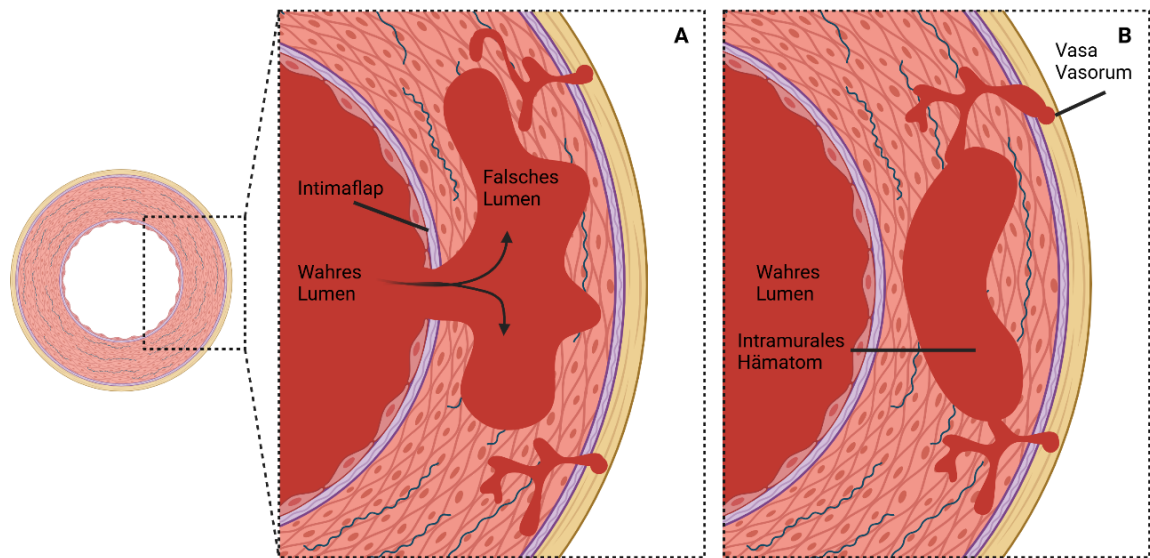 A
Intimaflap
Falsches
Lumen
Wahres
Lumen
B
Vasa
Vasorum
Wahres
Lumen
Intramurales
Hämatom